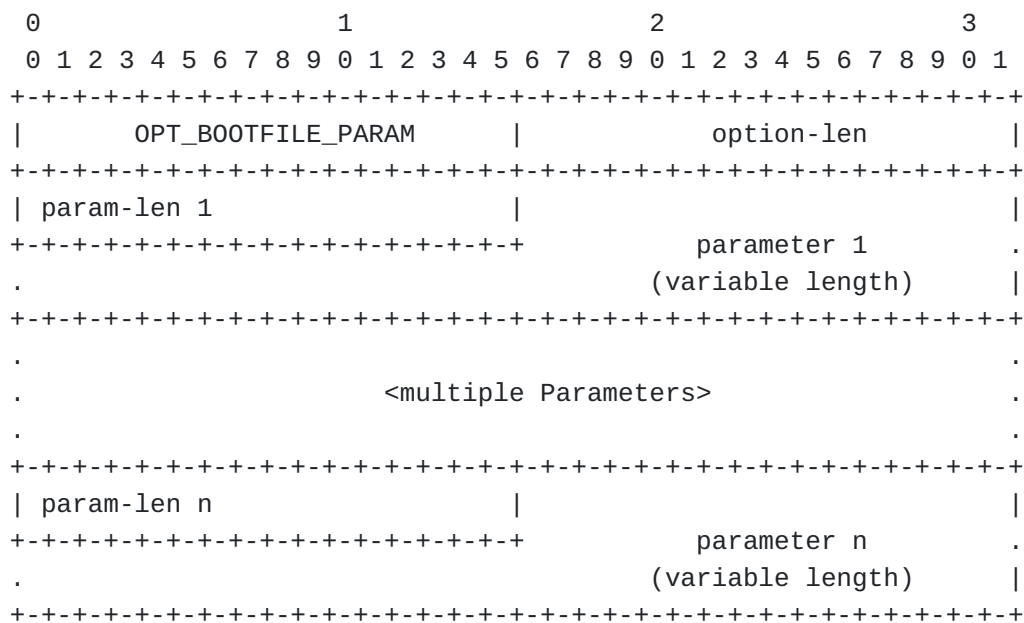 0                   1                   2                   3
 0 1 2 3 4 5 6 7 8 9 0 1 2 3 4 5 6 7 8 9 0 1 2 3 4 5 6 7 8 9 0 1
+-+-+-+-+-+-+-+-+-+-+-+-+-+-+-+-+-+-+-+-+-+-+-+-+-+-+-+-+-+-+-+-+
|       OPT_BOOTFILE_PARAM      |            option-len         |
+-+-+-+-+-+-+-+-+-+-+-+-+-+-+-+-+-+-+-+-+-+-+-+-+-+-+-+-+-+-+-+-+
| param-len 1                   |                               |
+-+-+-+-+-+-+-+-+-+-+-+-+-+-+-+-+           parameter 1         .
.                                        (variable length)      |
+-+-+-+-+-+-+-+-+-+-+-+-+-+-+-+-+-+-+-+-+-+-+-+-+-+-+-+-+-+-+-+-+
.                                                               .
.                       <multiple Parameters>                   .
.                                                               .
+-+-+-+-+-+-+-+-+-+-+-+-+-+-+-+-+-+-+-+-+-+-+-+-+-+-+-+-+-+-+-+-+
| param-len n                   |                               |
+-+-+-+-+-+-+-+-+-+-+-+-+-+-+-+-+           parameter n         .
.                                        (variable length)      |
+-+-+-+-+-+-+-+-+-+-+-+-+-+-+-+-+-+-+-+-+-+-+-+-+-+-+-+-+-+-+-+-+